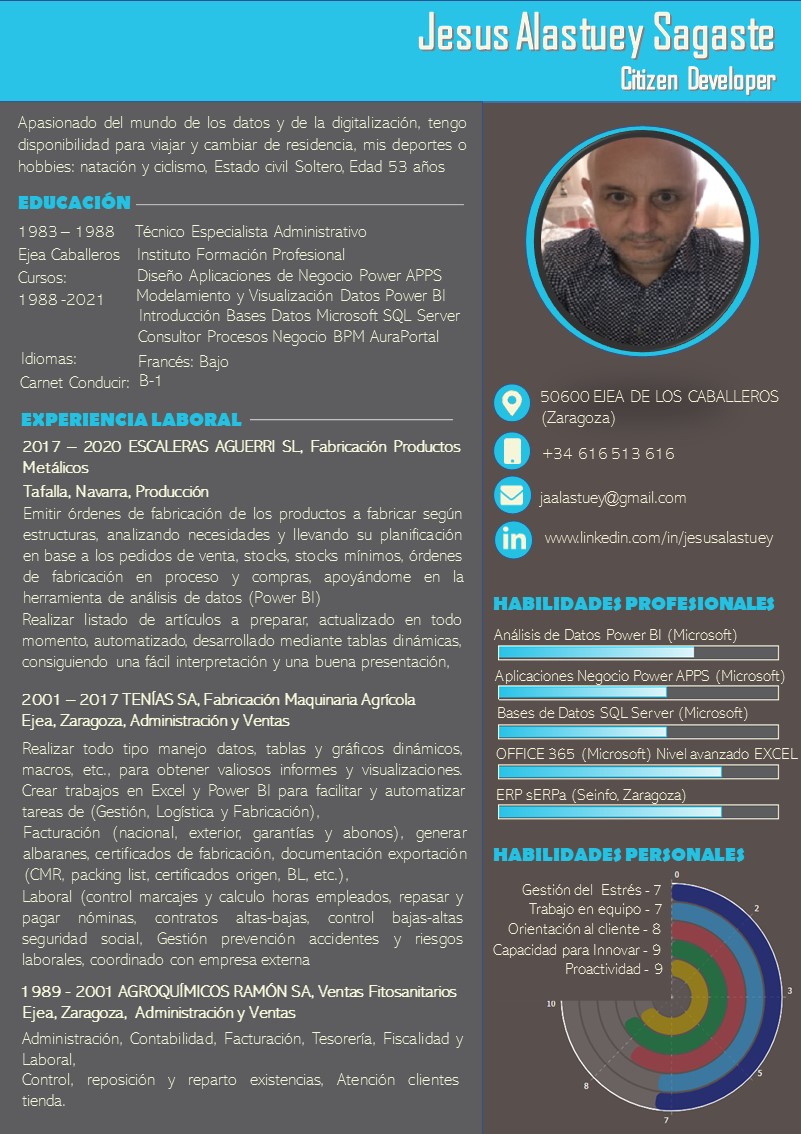 Jesus Alastuey Sagaste
Citizen Developer
Apasionado del mundo de los datos y de la digitalización, tengo
disponibilidad para viajar y cambiar de residencia, mis deportes o
hobbies: natación y ciclismo, Estado civil Soltero, Edad 53 años
EDUCACIÓN
1983 – 1988 Técnico Especialista Administrativo
Ejea Caballeros Instituto Formación Profesional
Cursos: Diseño Aplicaciones de Negocio Power APPS
1988 -2021 Modelamiento y Visualización Datos Power BI
Introducción Bases Datos Microsoft SQL Server
Consultor Procesos Negocio BPM AuraPortal
Idiomas: Francés: Bajo
Carnet Conducir: B-1
EXPERIENCIA LABORAL
2017 – 2020 ESCALERAS AGUERRI SL, Fabricación Productos
Metálicos
Tafalla, Navarra, Producción
Emitir órdenes de fabricación de los productos a fabricar según
estructuras, analizando necesidades y llevando su planificación
en base a los pedidos de venta, stocks, stocks mínimos, órdenes
de fabricación en proceso y compras, apoyándome en la
herramienta de análisis de datos (Power BI)
Realizar listado de artículos a preparar, actualizado en todo
momento, automatizado, desarrollado mediante tablas dinámicas,
consiguiendo una fácil interpretación y una buena presentación,
2001 – 2017 TENÍAS SA, Fabricación Maquinaria Agrícola
Ejea, Zaragoza, Administración y Ventas
Realizar todo tipo manejo datos, tablas y gráficos dinámicos,
macros, etc., para obtener valiosos informes y visualizaciones.
Crear trabajos en Excel y Power BI para facilitar y automatizar
tareas de (Gestión, Logística y Fabricación),
Facturación (nacional, exterior, garantías y abonos), generar
albaranes, certificados de fabricación, documentación exportación
(CMR, packing list, certificados origen, BL, etc.),
Laboral (control marcajes y calculo horas empleados, repasar y
pagar nóminas, contratos altas-bajas, control bajas-altas
seguridad social, Gestión prevención accidentes y riesgos
laborales, coordinado con empresa externa
1989 - 2001 AGROQUÍMICOS RAMÓN SA, Ventas Fitosanitarios
Ejea, Zaragoza, Administración y Ventas
Administración, Contabilidad, Facturación, Tesorería, Fiscalidad y
Laboral,
Control, reposición y reparto existencias, Atención clientes
tienda.
50600 EJEA DE LOS CABALLEROS
(Zaragoza)
+34 616 513 616
jaalastuey@gmail.com
in www.linkedin.com/in/jesusalastuey
HABILIDADES PROFESIONALES
Análisis de Datos Power BI (Microsoft)
Aplicaciones Negocio Power APPS (Microsoft)
Bases de Datos SQL Server (Microsoft)
OFFICE 365 (Microsoft) Nivel avanzado EXCEL
ERP sERPa (Seinfo, Zaragoza)
HABILIDADES PERSONALES
0
Gestión del Estrés - 7
Trabajo en equipo - 7
2
Orientación al cliente - 8
Capacidad para Innovar - 9
Proactividad - 9
3
10
5
8
7